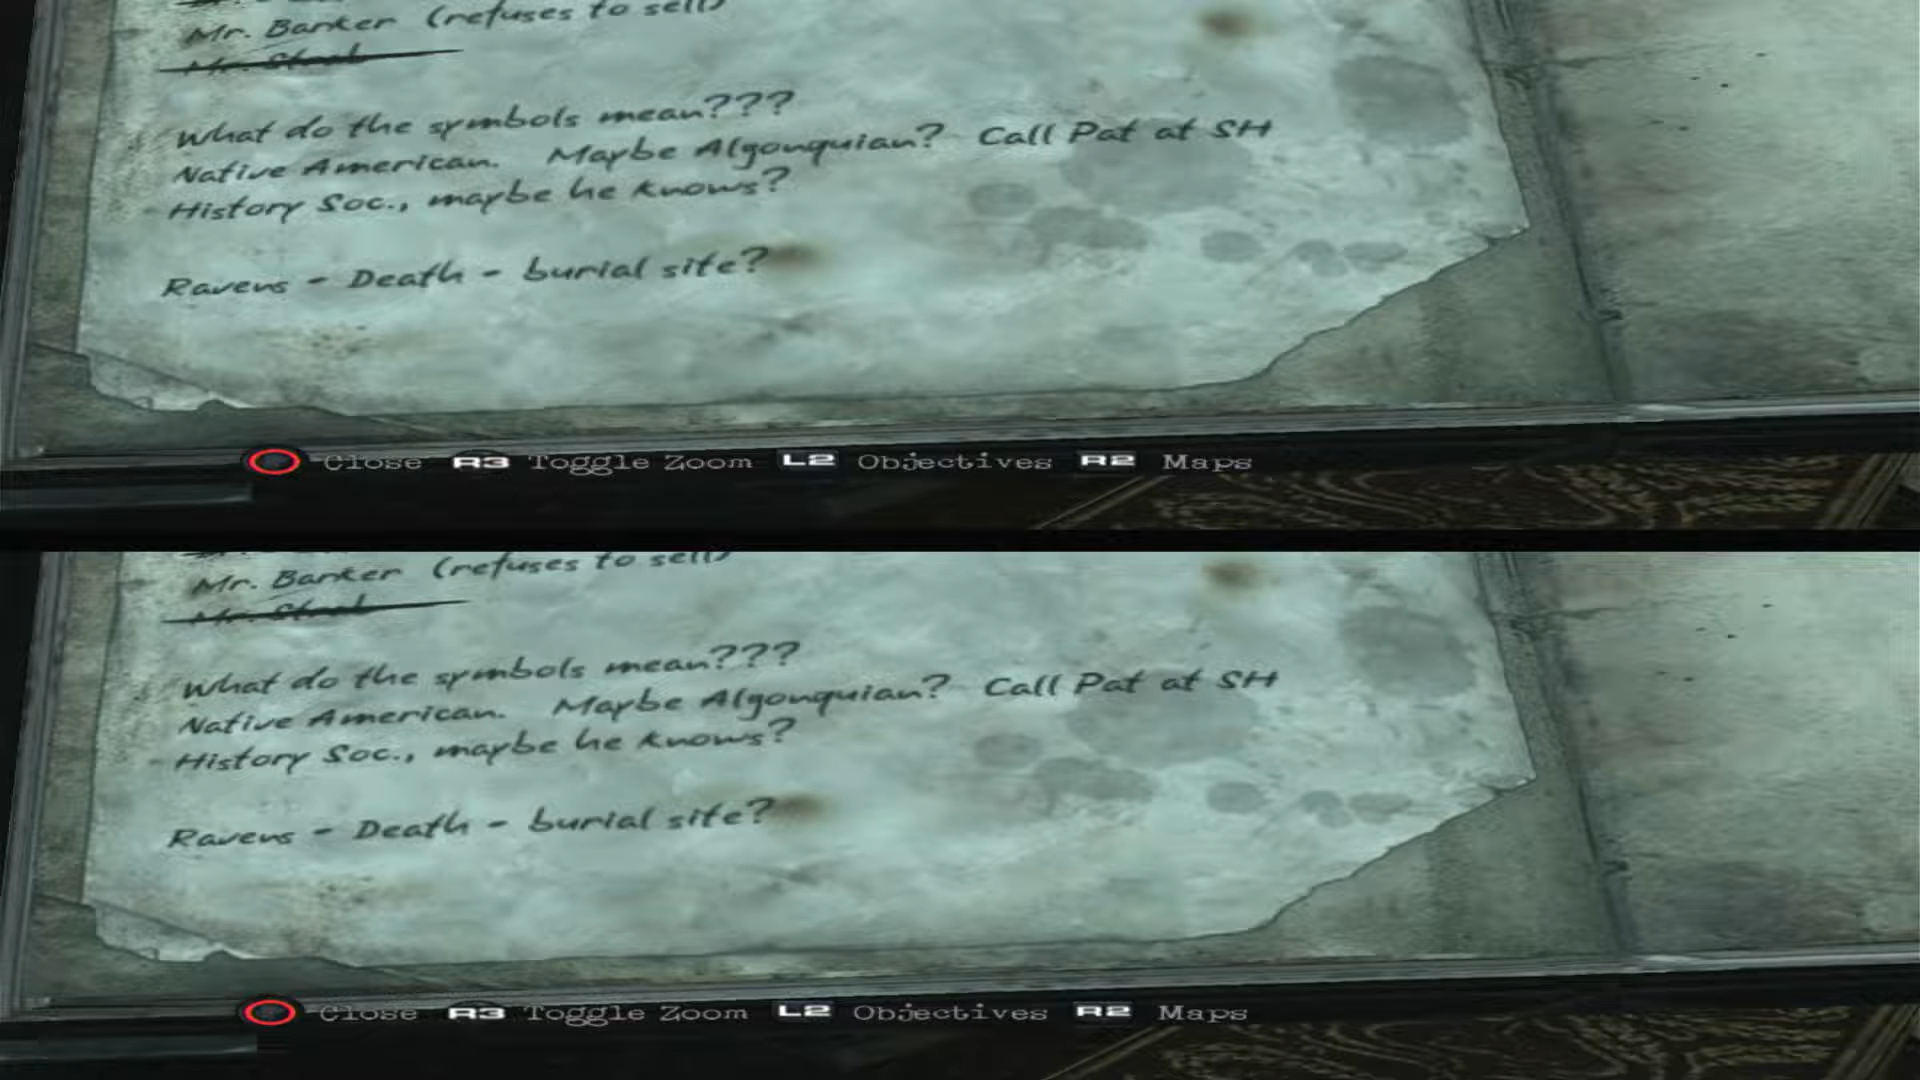 Mr. Banker (refuses to sell)
What do the symbols mean???
Native American. Maybe Algonquian? Call Pat at SH
History Soc., maybe he knows?
Ravens - Death - burial site?
Close R3 Toggle Zoom L2 Objectives R2 Maps
Mr. Banker (refuses to sell)
What do the symbols mean???
Native American. Maybe Algonquian? Call Pat at SH
History Soc., maybe he knows?
Ravens - Death - burial site?
Close R3 Toggle Zoom L2 Objectives R2 Maps